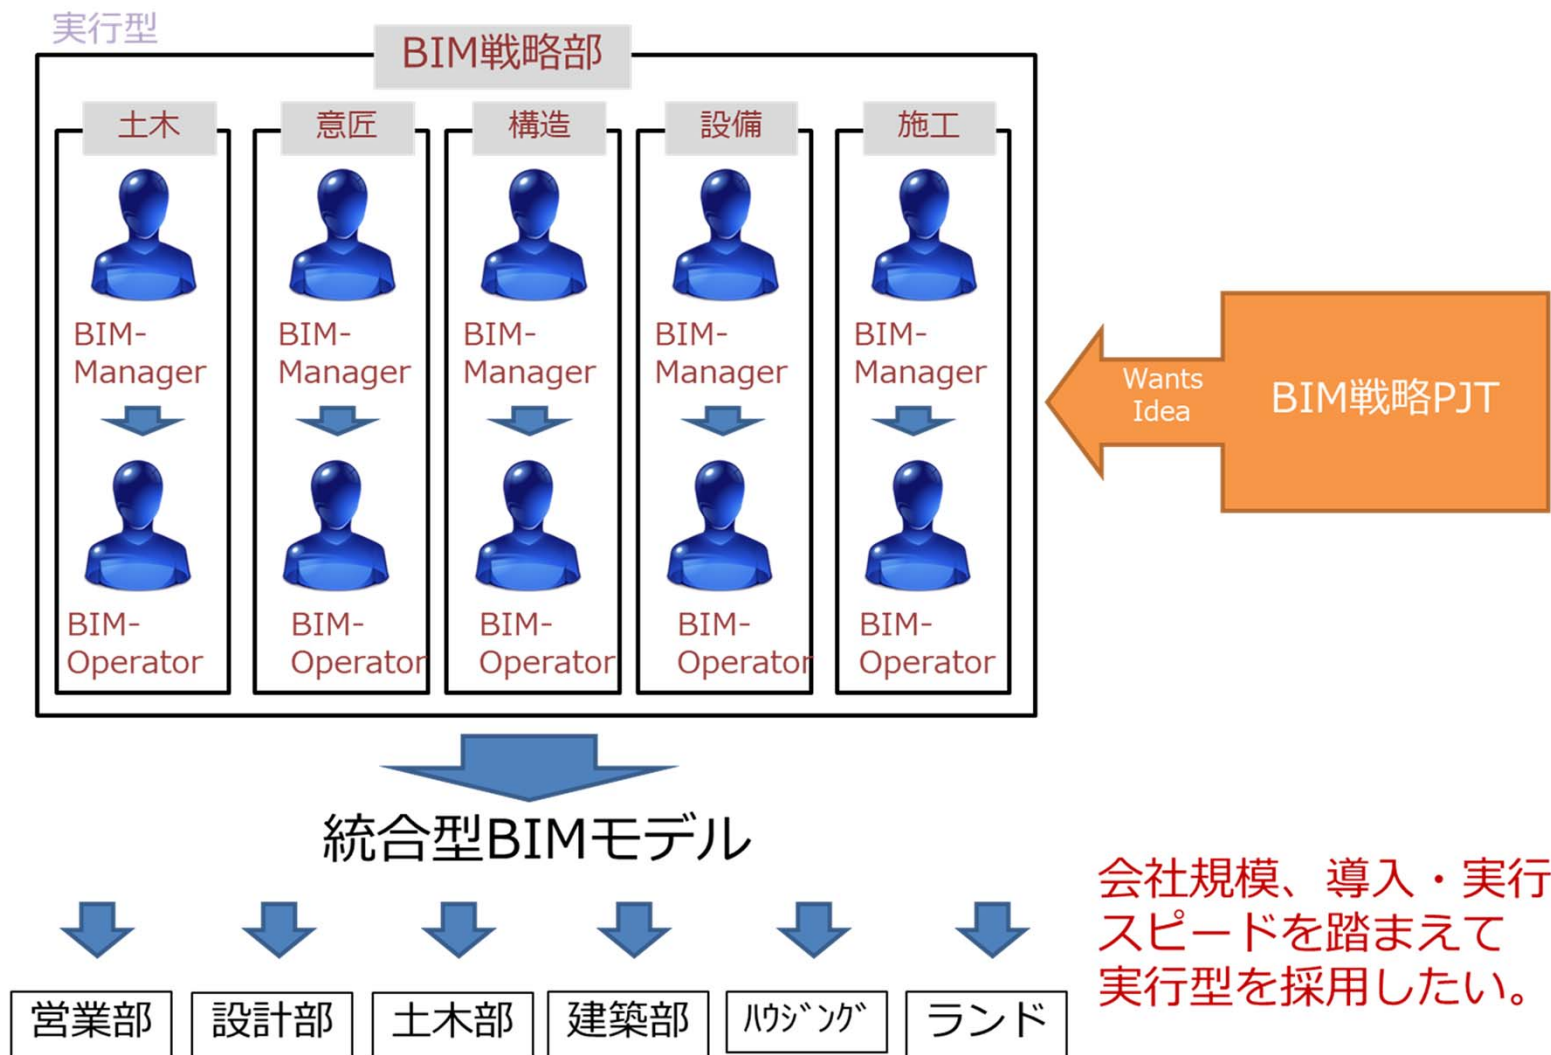 実行型
BIM戦略部
土木
意匠
構造
設備
施工
BIM-
Manager
BIM-
Manager
BIM-
Manager
BIM-
Manager
BIM-
Manager
BIM-
Operator
BIM-
Operator
BIM-
Operator
BIM-
Operator
BIM-
Operator
Wants
Idea
BIM戦略PJT
統合型BIMモデル
会社規模、導入・実行
スピードを踏まえて
実行型を採用したい。
営業部
設計部
土木部
建築部
ﾊｳｼﾞﾝｸﾞ
ランド